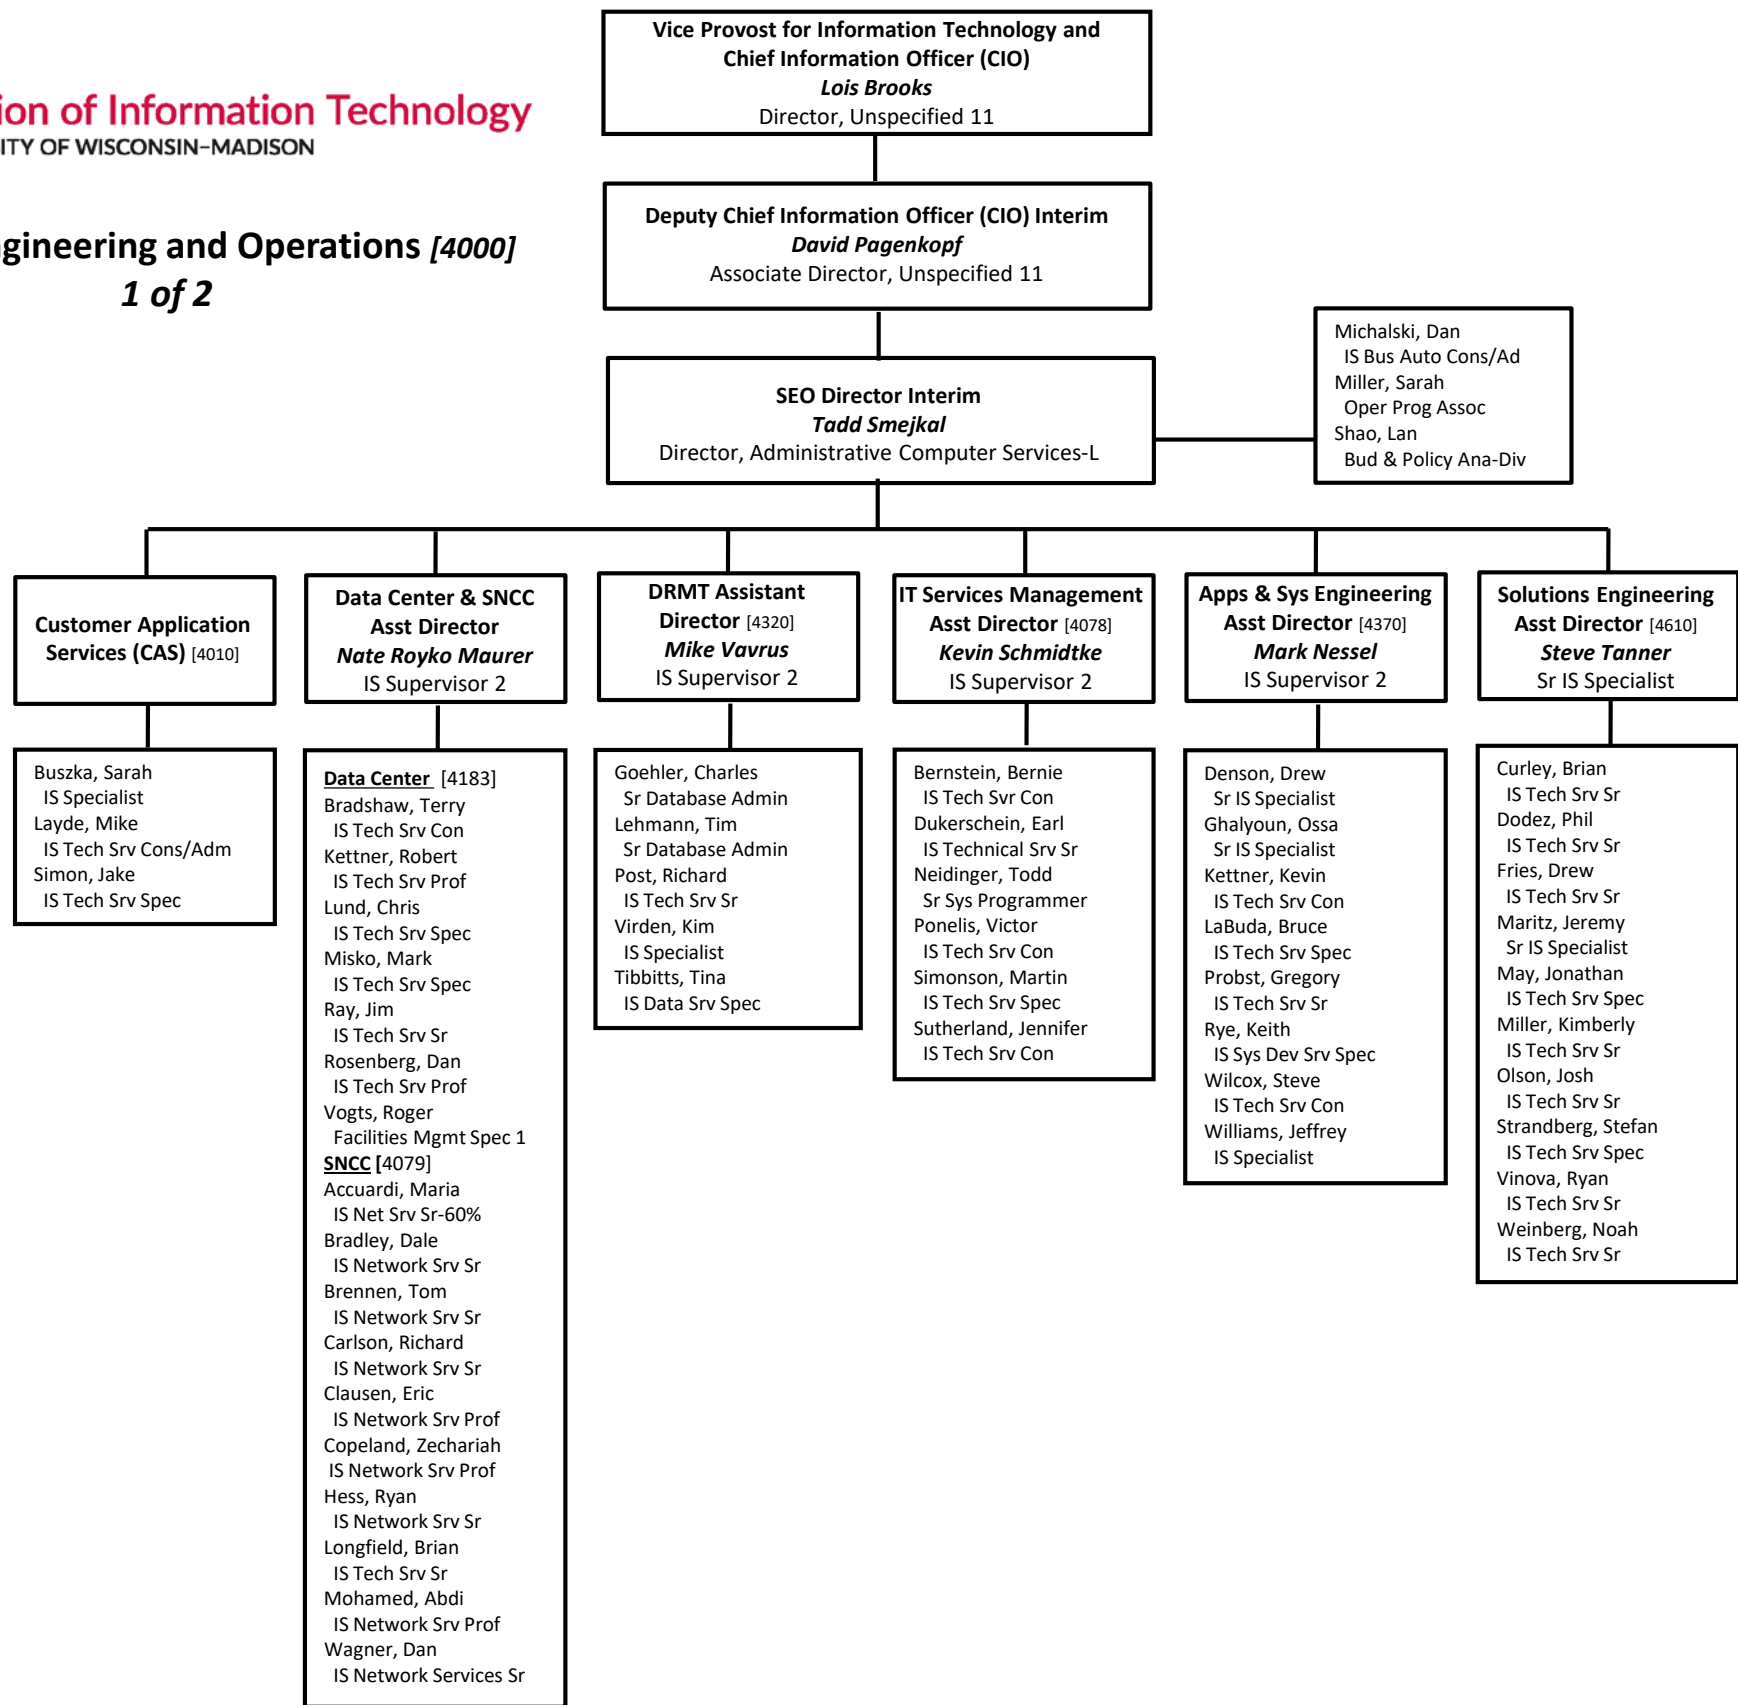 Vice Provost for Information Technology and
Chief Information Officer (CIO)
Lois Brooks
Director, Unspecified 11
ion of Information Technology
ITY OF WISCONSIN–MADISON
Deputy Chief Information Officer (CIO) Interim
David Pagenkopf
Associate Director, Unspecified 11
gineering and Operations [4000]
1 of 2
SEO Director Interim
Tadd Smejkal
Director, Administrative Computer Services-L
Michalski, Dan
IS Bus Auto Cons/Ad
Miller, Sarah
Oper Prog Assoc
Shao, Lan
Bud & Policy Ana-Div
Customer Application
Services (CAS) [4010]
Buszka, Sarah
IS Specialist
Layde, Mike
IS Tech Srv Cons/Adm
Simon, Jake
IS Tech Srv Spec
Data Center & SNCC
Asst Director
Nate Royko Maurer
IS Supervisor 2
Data Center [4183]
Bradshaw, Terry
IS Tech Srv Con
Kettner, Robert
IS Tech Srv Prof
Lund, Chris
IS Tech Srv Spec
Misko, Mark
IS Tech Srv Spec
Ray, Jim
IS Tech Srv Sr
Rosenberg, Dan
IS Tech Srv Prof
Vogts, Roger
Facilities Mgmt Spec 1
SNCC [4079]
Accuardi, Maria
IS Net Srv Sr-60%
Bradley, Dale
IS Network Srv Sr
Brennen, Tom
IS Network Srv Sr
Carlson, Richard
IS Network Srv Sr
Clausen, Eric
IS Network Srv Prof
Copeland, Zechariah
IS Network Srv Prof
Hess, Ryan
IS Network Srv Sr
Longfield, Brian
IS Tech Srv Sr
Mohamed, Abdi
IS Network Srv Prof
Wagner, Dan
IS Network Services Sr
DRMT Assistant
Director [4320]
Mike Vavrus
IS Supervisor 2
Goehler, Charles
Sr Database Admin
Lehmann, Tim
Sr Database Admin
Post, Richard
IS Tech Srv Sr
Virden, Kim
IS Specialist
Tibbitts, Tina
IS Data Srv Spec
IT Services Management
Asst Director [4078]
Kevin Schmidtke
IS Supervisor 2
Bernstein, Bernie
IS Tech Svr Con
Dukerschein, Earl
IS Technical Srv Sr
Neidinger, Todd
Sr Sys Programmer
Ponelis, Victor
IS Tech Srv Con
Simonson, Martin
IS Tech Srv Spec
Sutherland, Jennifer
IS Tech Srv Con
Apps & Sys Engineering
Asst Director [4370]
Mark Nessel
IS Supervisor 2
Denson, Drew
Sr IS Specialist
Ghalyoun, Ossa
Sr IS Specialist
Kettner, Kevin
IS Tech Srv Con
LaBuda, Bruce
IS Tech Srv Spec
Probst, Gregory
IS Tech Srv Sr
Rye, Keith
IS Sys Dev Srv Spec
Wilcox, Steve
IS Tech Srv Con
Williams, Jeffrey
IS Specialist
Solutions Engineering
Asst Director [4610]
Steve Tanner
Sr IS Specialist
Curley, Brian
IS Tech Srv Sr
Dodez, Phil
IS Tech Srv Sr
Fries, Drew
IS Tech Srv Sr
Maritz, Jeremy
Sr IS Specialist
May, Jonathan
IS Tech Srv Spec
Miller, Kimberly
IS Tech Srv Sr
Olson, Josh
IS Tech Srv Sr
Strandberg, Stefan
IS Tech Srv Spec
Vinova, Ryan
IS Tech Srv Sr
Weinberg, Noah
IS Tech Srv Sr